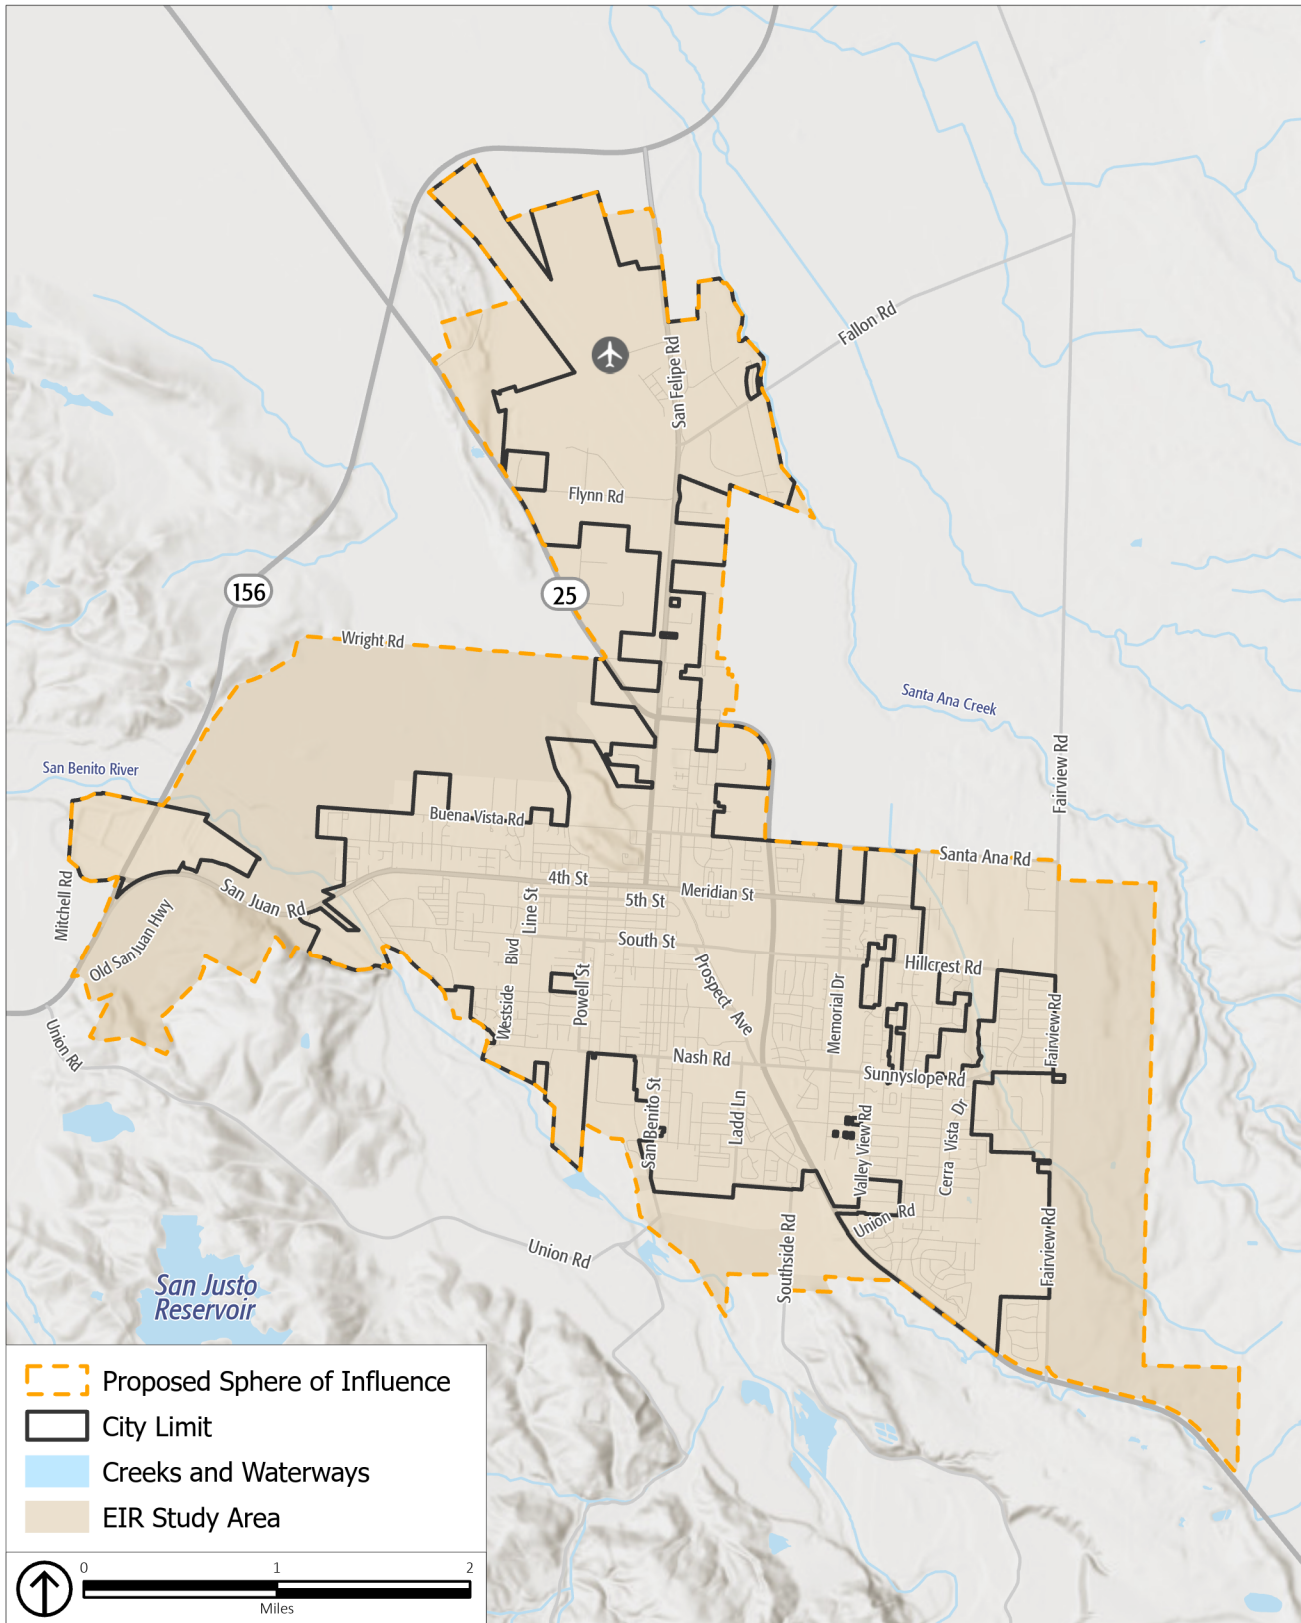 Fallon Rd
San Felipe Rd
Flynn Rd
156
25
Wright Rd
Santa Ana Creek
Fairview Rd
San Benito River
Buena Vista Rd
Santa Ana Rd
Mitchell Rd
San Juan Rd
4th St
5th St
Meridian St
Line St
Old SanJuan Hwy
South St
Westside Blvd
Powell St
Prospect Ave
Memorial Dr
Hillcrest Rd
Fairview Rd
Union Rd
Nash Rd
Sunnyslope Rd
San Benito St
Ladd Ln
Valley View Rd
Cerra Vista Dr
Union Rd
Union Rd
Southside Rd
Fairview Rd
San Justo
Reservoir
Proposed Sphere of Influence
City Limit
Creeks and Waterways
EIR Study Area
0 1 2
Miles